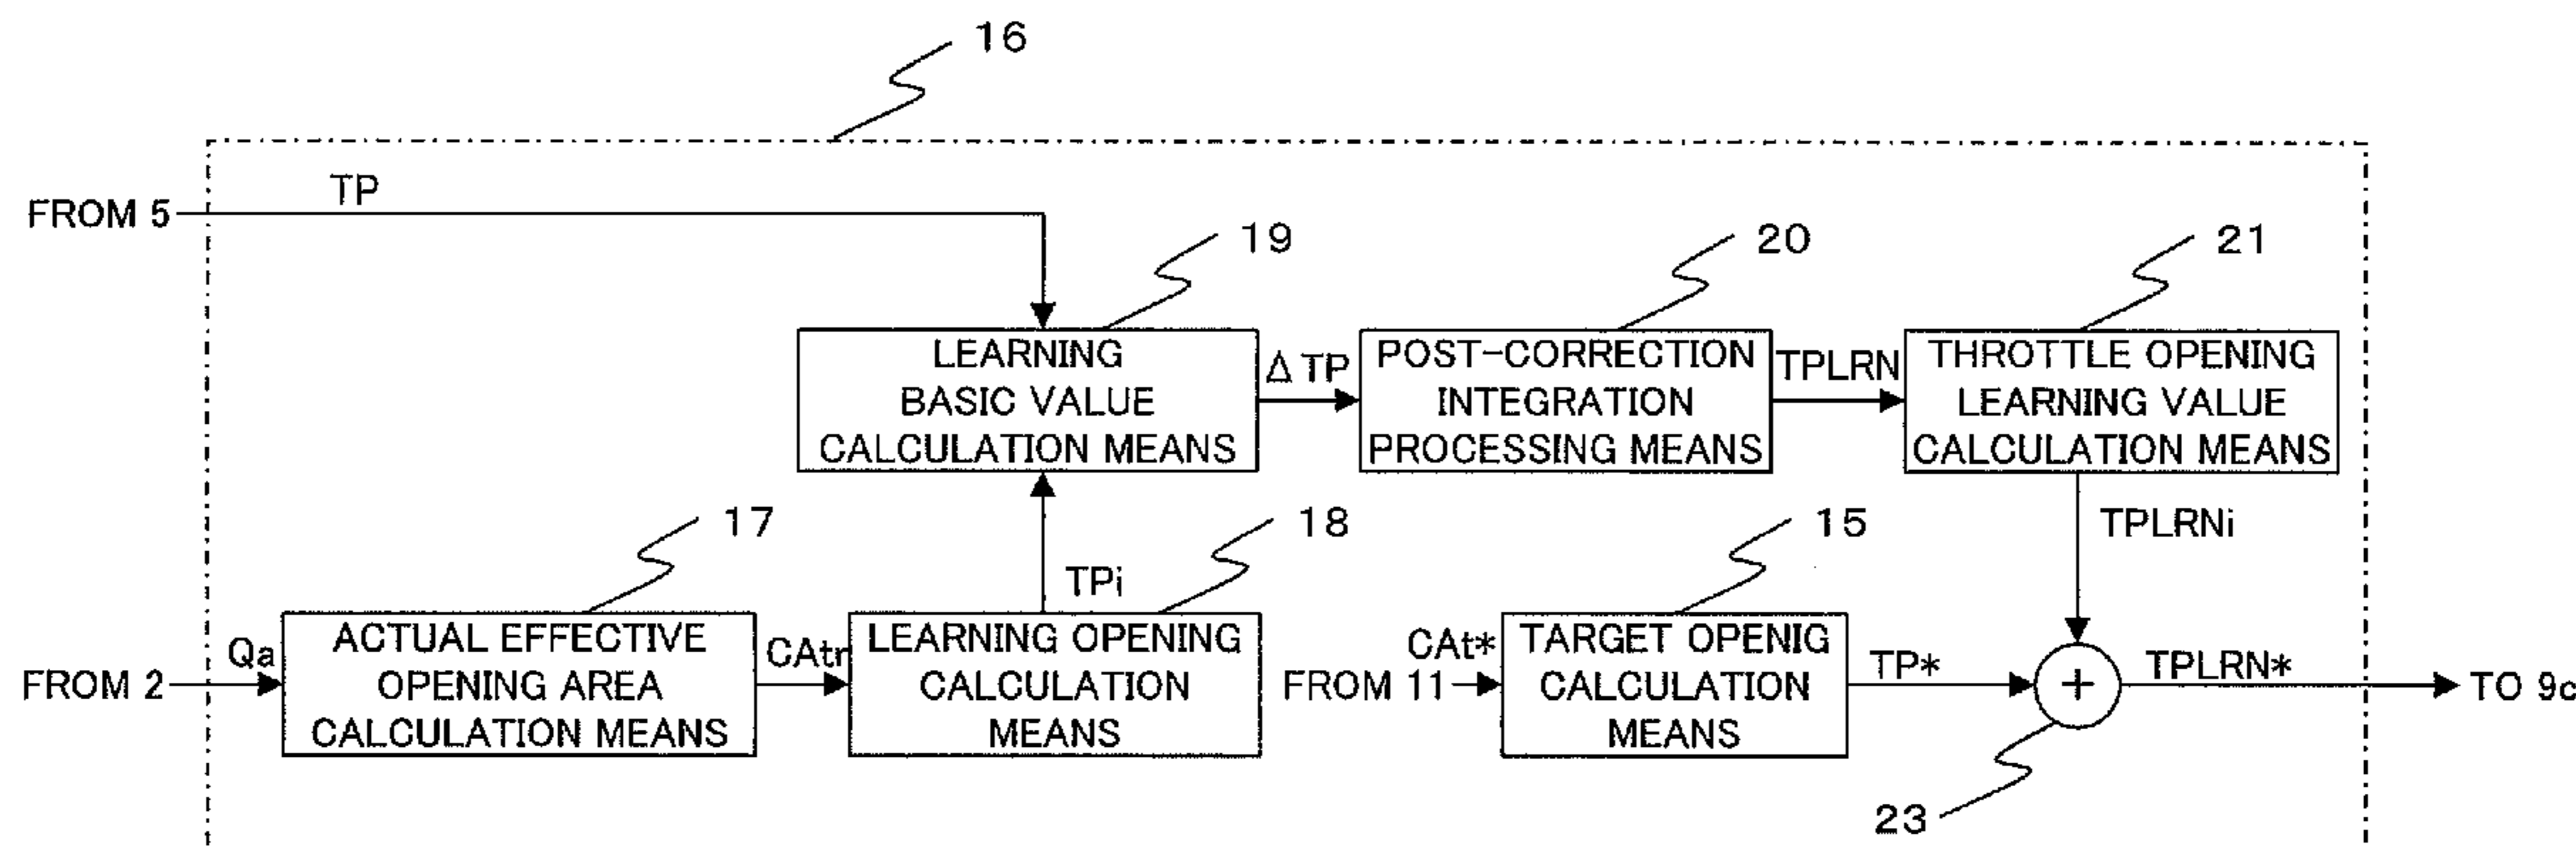 16
TP
FROM 5
19
20
21
LEARNING
BASIC VALUE
CALCULATION MEANS
Δ TP
POST-CORRECTION
INTEGRATION
PROCESSING MEANS
TPLRN
THROTTLE OPENING
LEARNING VALUE
CALCULATION MEANS
17
TPi
18
15
TPLRNi
FROM 2
Qa
ACTUAL EFFECTIVE
OPENING AREA
CALCULATION MEANS
CAtr
LEARNING OPENING
CALCULATION
MEANS
FROM 11
CAt*
TARGET OPENIG
CALCULATION
MEANS
TP*
+
TPLRN*
TO 9c
23